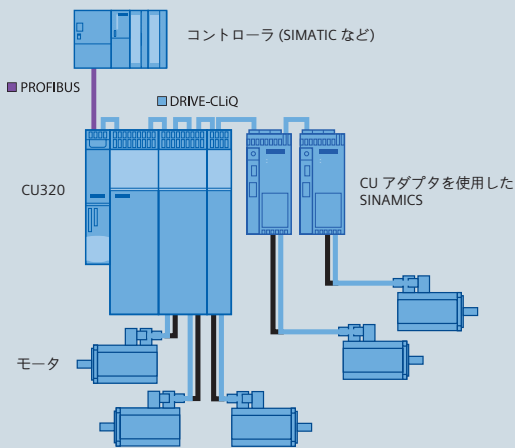 コントローラ (SIMATIC など)
PROFIBUS
DRIVE-CLiQ
CU320
CU アダプタを使用した
SINAMICS
モータ